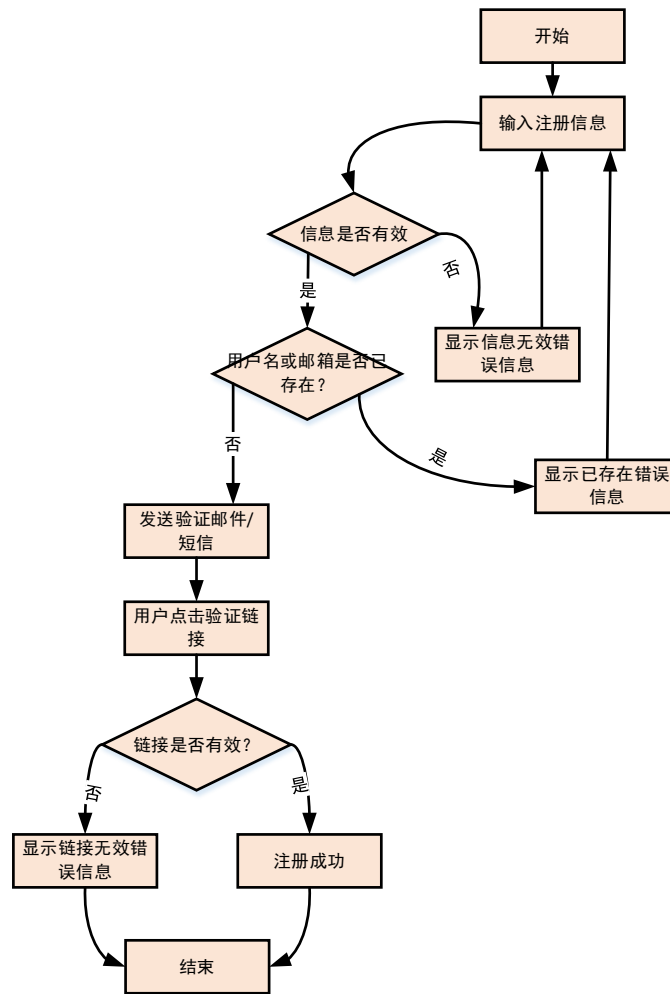 开始
输入注册信息
信息是否有效
否
是
显示信息无效错
误信息
用户名或邮箱是否已
存在？
否
是
显示已存在错误
信息
发送验证邮件/
短信
用户点击验证链
接
链接是否有效？
否
是
显示链接无效错
误信息
注册成功
结束